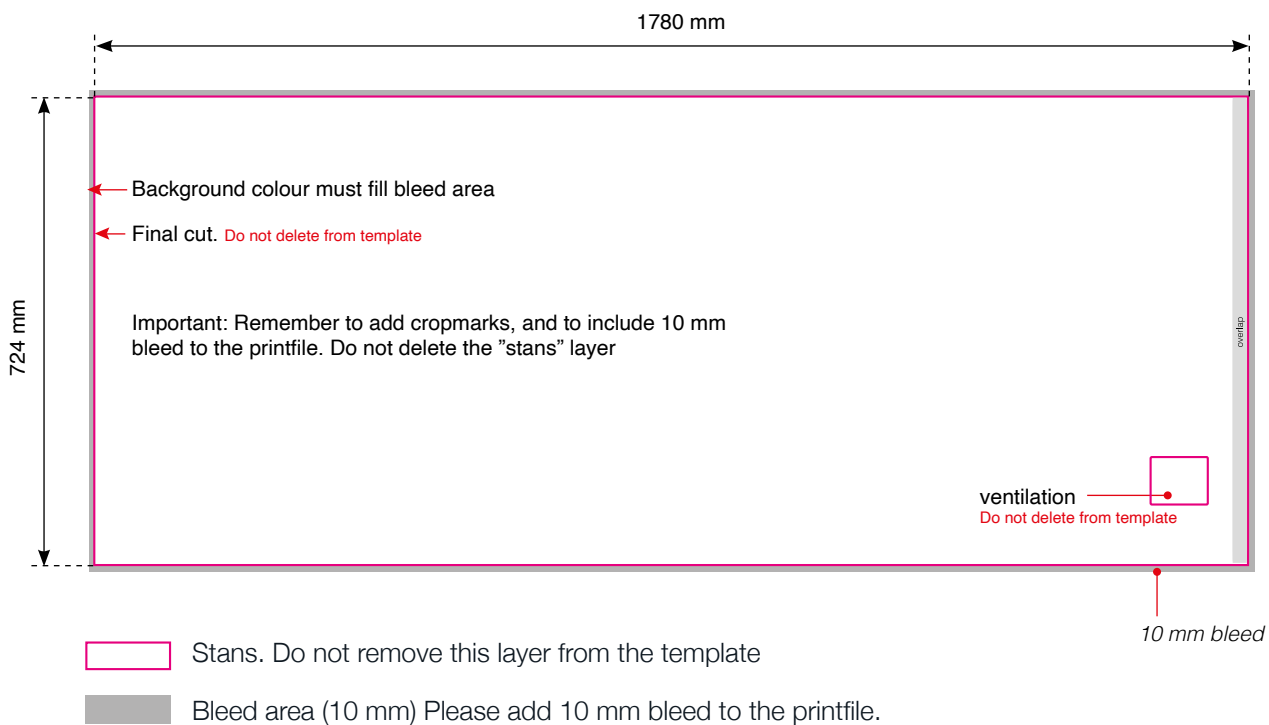 1780 mm
724 mm
Background colour must fill bleed area
Final cut. Do not delete from template
Important: Remember to add cropmarks, and to include 10 mm
bleed to the printfile. Do not delete the ”stans” layer
overlap
ventilation
Do not delete from template
10 mm bleed
Stans. Do not remove this layer from the template
Bleed area (10 mm) Please add 10 mm bleed to the printfile.